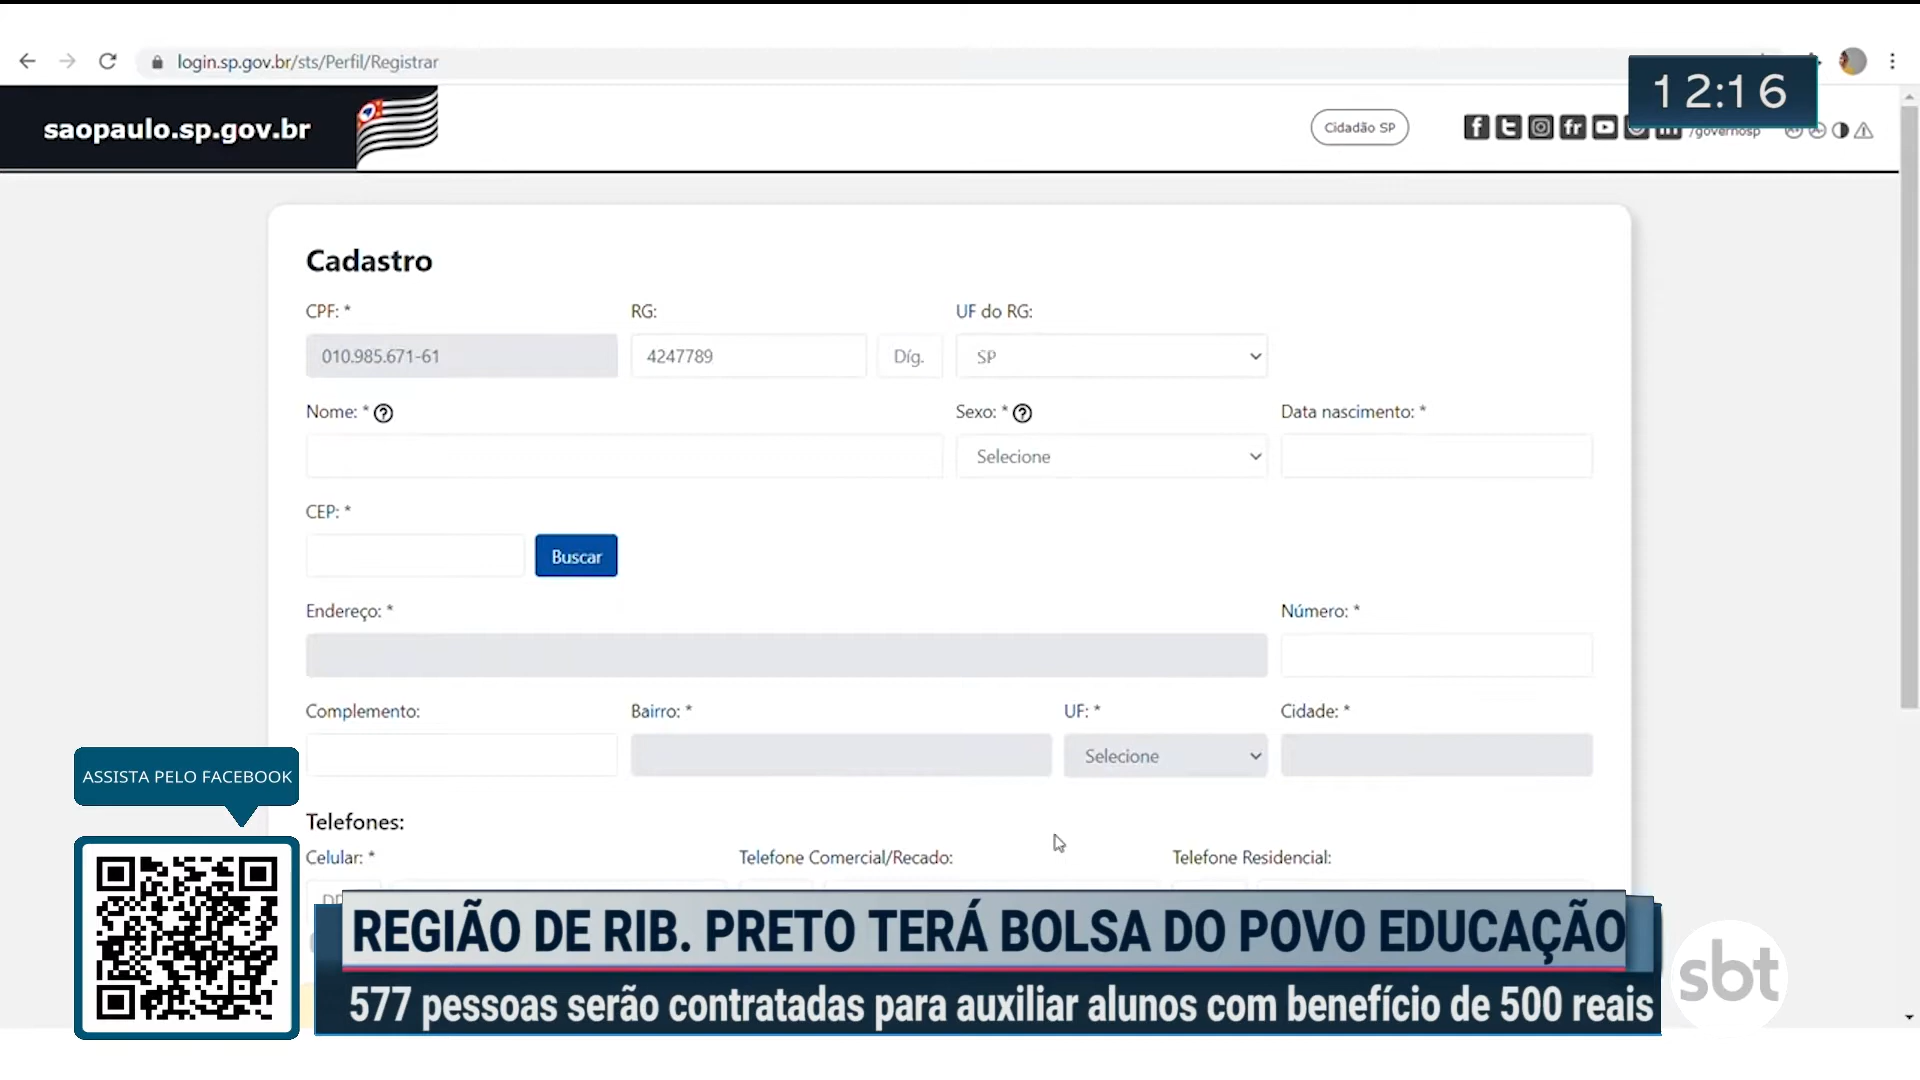 login.sp.gov.br/sts/Perfil/Registrar
12:16
saopaulo.sp.gov.br
Cidadão SP
/governosp
Cadastro
CPF: * RG: UF do RG:
010.985.671-61 4247789 Díg. SP
Nome: * Sexo: * Data nascimento: *
Selecione
CEP: *
Buscar
Endereço: * Número: *
Complemento: Bairro: * UF: * Cidade: *
Selecione
ASSISTA PELO FACEBOOK
Telefones:
Celular: * Telefone Comercial/Recado: Telefone Residencial:
REGIÃO DE RIB. PRETO TERÁ BOLSA DO POVO EDUCAÇÃO
577 pessoas serão contratadas para auxiliar alunos com benefício de 500 reais
sbt